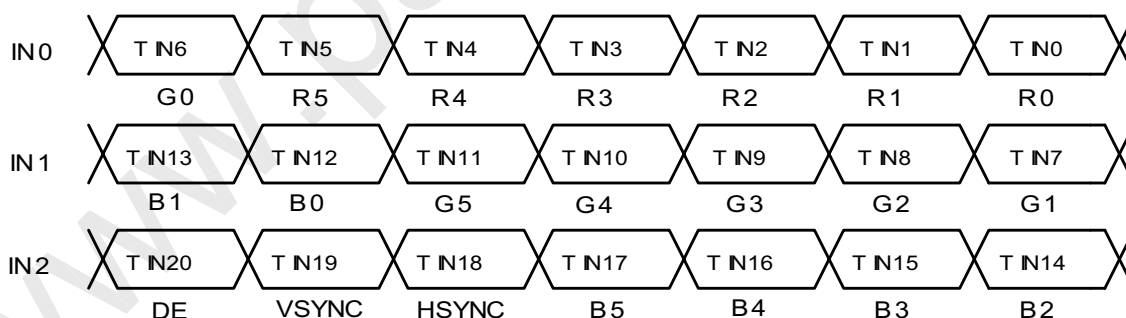 IN0 TIN6 TIN5 TIN4 TIN3 TIN2 TIN1 TIN0
G0 R5 R4 R3 R2 R1 R0
IN1 TIN13 TIN12 TIN11 TIN10 TIN9 TIN8 TIN7
B1 B0 G5 G4 G3 G2 G1
IN2 TIN20 TIN19 TIN18 TIN17 TIN16 TIN15 TIN14
DE VSYNC HSYNC B5 B4 B3 B2